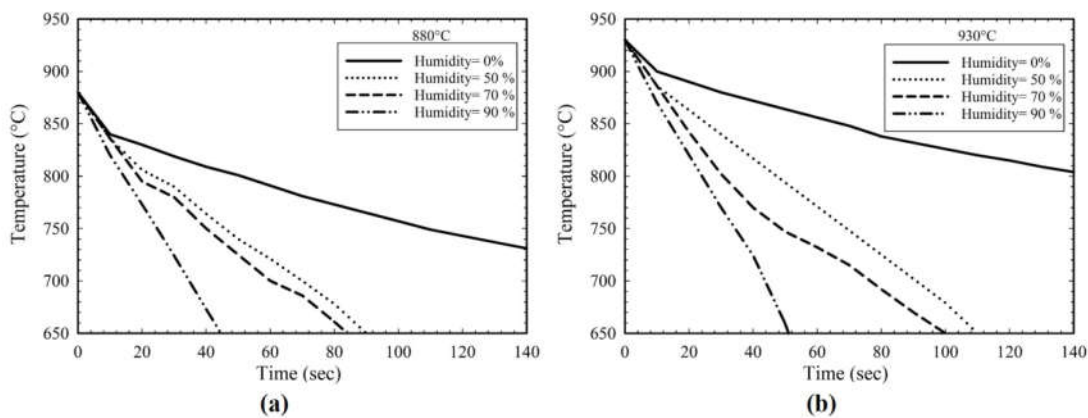 880°C
Humidity= 0%
Humidity= 50 %
Humidity= 70 %
Humidity= 90 %
950
900
850
800
750
700
650
Temperature (°C)
0 20 40 60 80 100 120 140
Time (sec)
(a)
930°C
Humidity= 0%
Humidity= 50 %
Humidity= 70 %
Humidity= 90 %
950
900
850
800
750
700
650
Temperature (°C)
0 20 40 60 80 100 120 140
Time (sec)
(b)